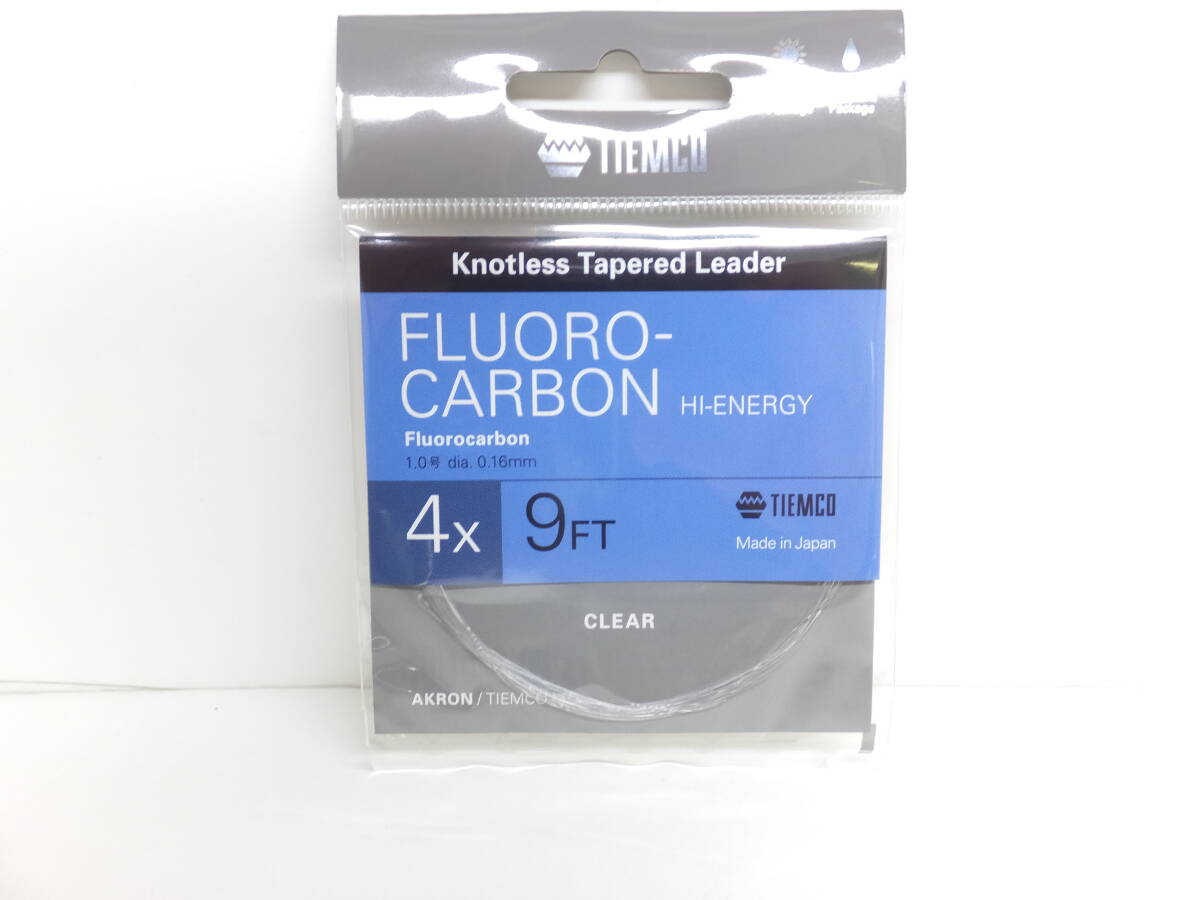 Package
TIEMCO
Knotless Tapered Leader
FLUORO-
CARBON HI-ENERGY
Fluorocarbon
1.0号 dia. 0.16mm
4X 9FT
TIEMCO
Made in Japan
CLEAR
AKRON / TIEMCO